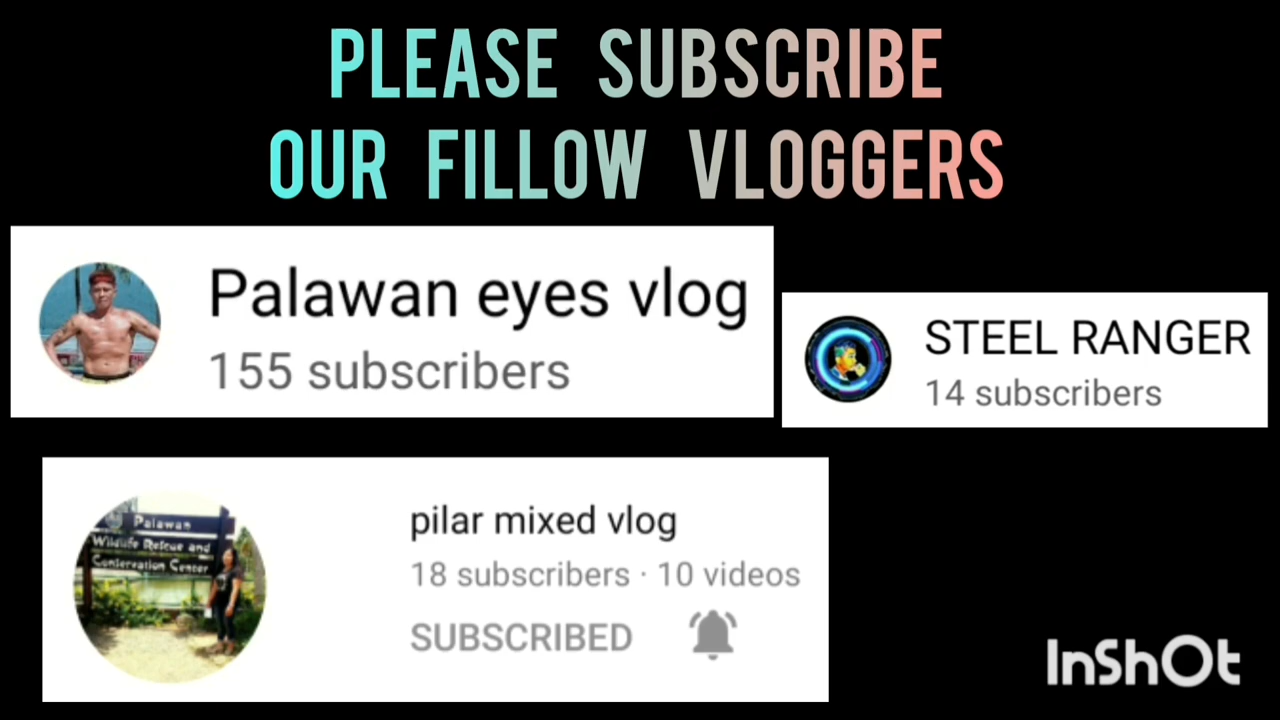 PLEASE SUBSCRIBE
OUR FILLOW VLOGGERS
Palawan eyes vlog
155 subscribers
STEEL RANGER
14 subscribers
Palawan
Wildlife Rescue and
Conservation Center
pilar mixed vlog
18 subscribers · 10 videos
SUBSCRIBED
InShOt